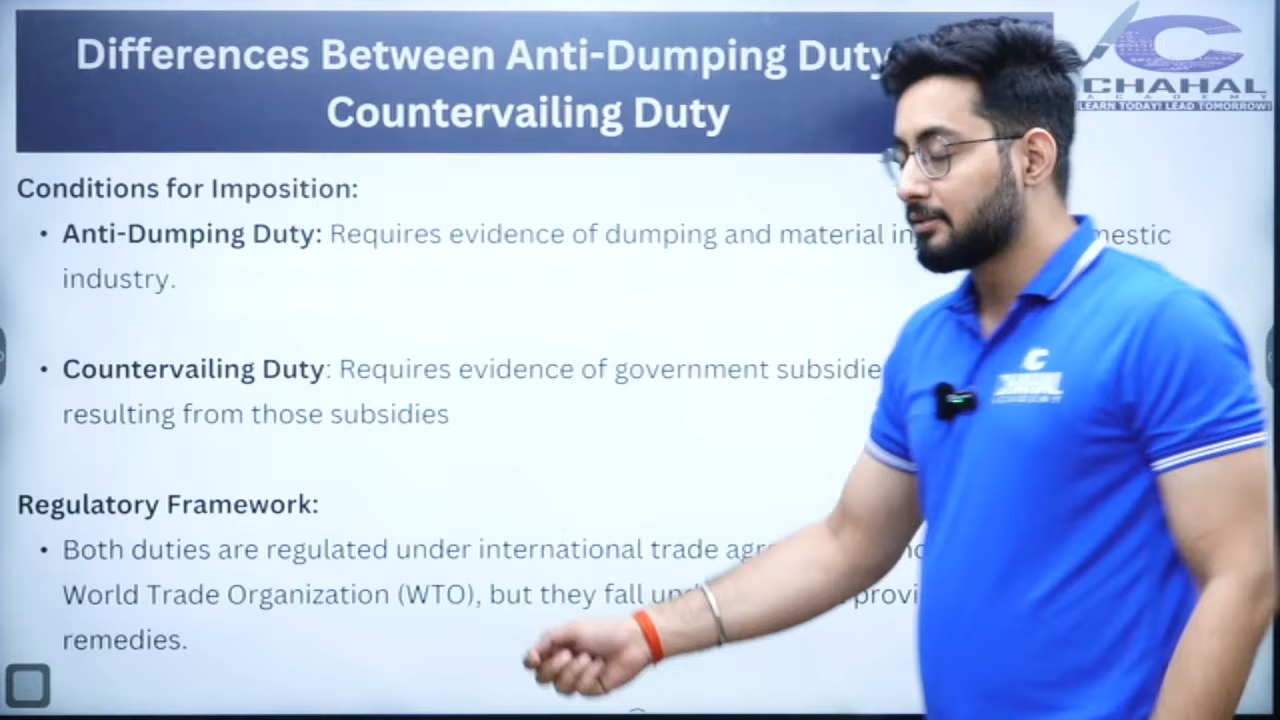 Differences Between Anti-Dumping Duty
Countervailing Duty
CHAHAL
ACADEMY
LEARN TODAY! LEAD TOMORROW!
Conditions for Imposition:
• Anti-Dumping Duty: Requires evidence of dumping and material
industry.
• Countervailing Duty: Requires evidence of government
resulting from those subsidies
Regulatory Framework:
• Both duties are regulated under international trade
World Trade Organization (WTO), but they fall
remedies.